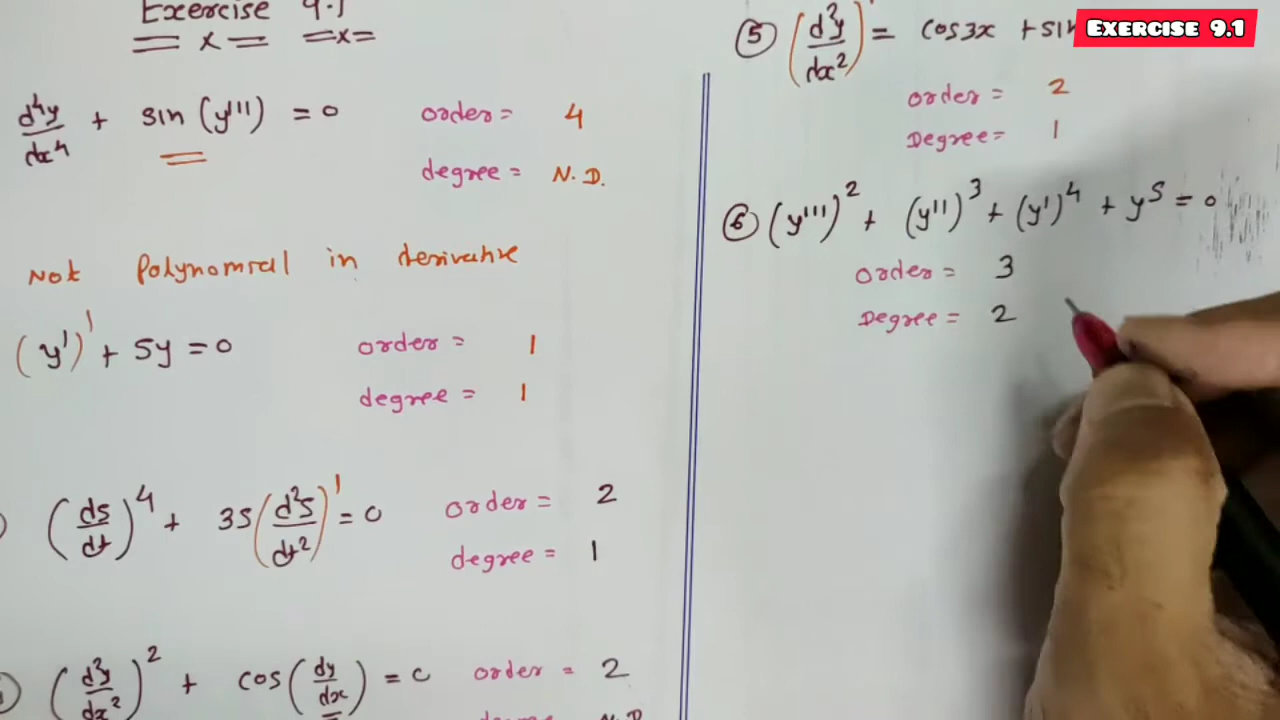 Exercise 9.1
d⁴y/dx⁴ + sin (y''') = 0
order = 4
degree = N.D.
Not Polynomial in derivative
(y')¹ + 5y = 0
order = 1
degree = 1
(ds/dt)⁴ + 3s (d²s/dt²)¹ = 0
order = 2
degree = 1
(d²y/dx²)² + cos (dy/dx) = 0
order = 2
degree = N.D
⑤ (d²y/dx²)¹ = cos3x + sin
EXERCISE 9.1
order = 2
Degree = 1
⑥ (y''')² + (y'')³ + (y')⁴ + y⁵ = 0
order = 3
Degree = 2